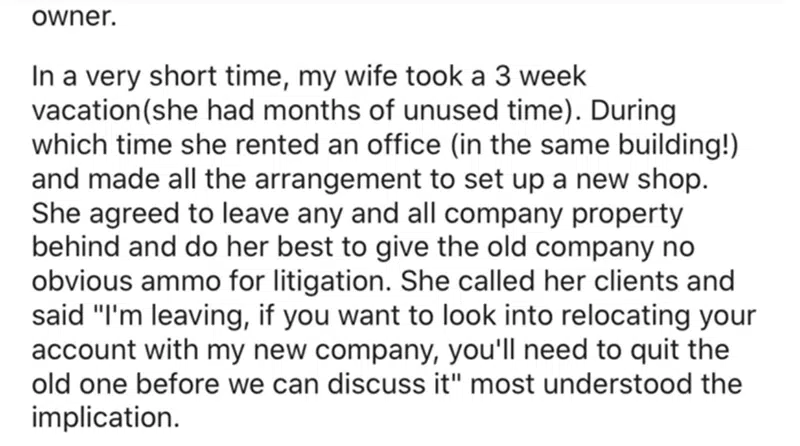 owner.
In a very short time, my wife took a 3 week
vacation(she had months of unused time). During
which time she rented an office (in the same building!)
and made all the arrangement to set up a new shop.
She agreed to leave any and all company property
behind and do her best to give the old company no
obvious ammo for litigation. She called her clients and
said "I'm leaving, if you want to look into relocating your
account with my new company, you'll need to quit the
old one before we can discuss it" most understood the
implication.